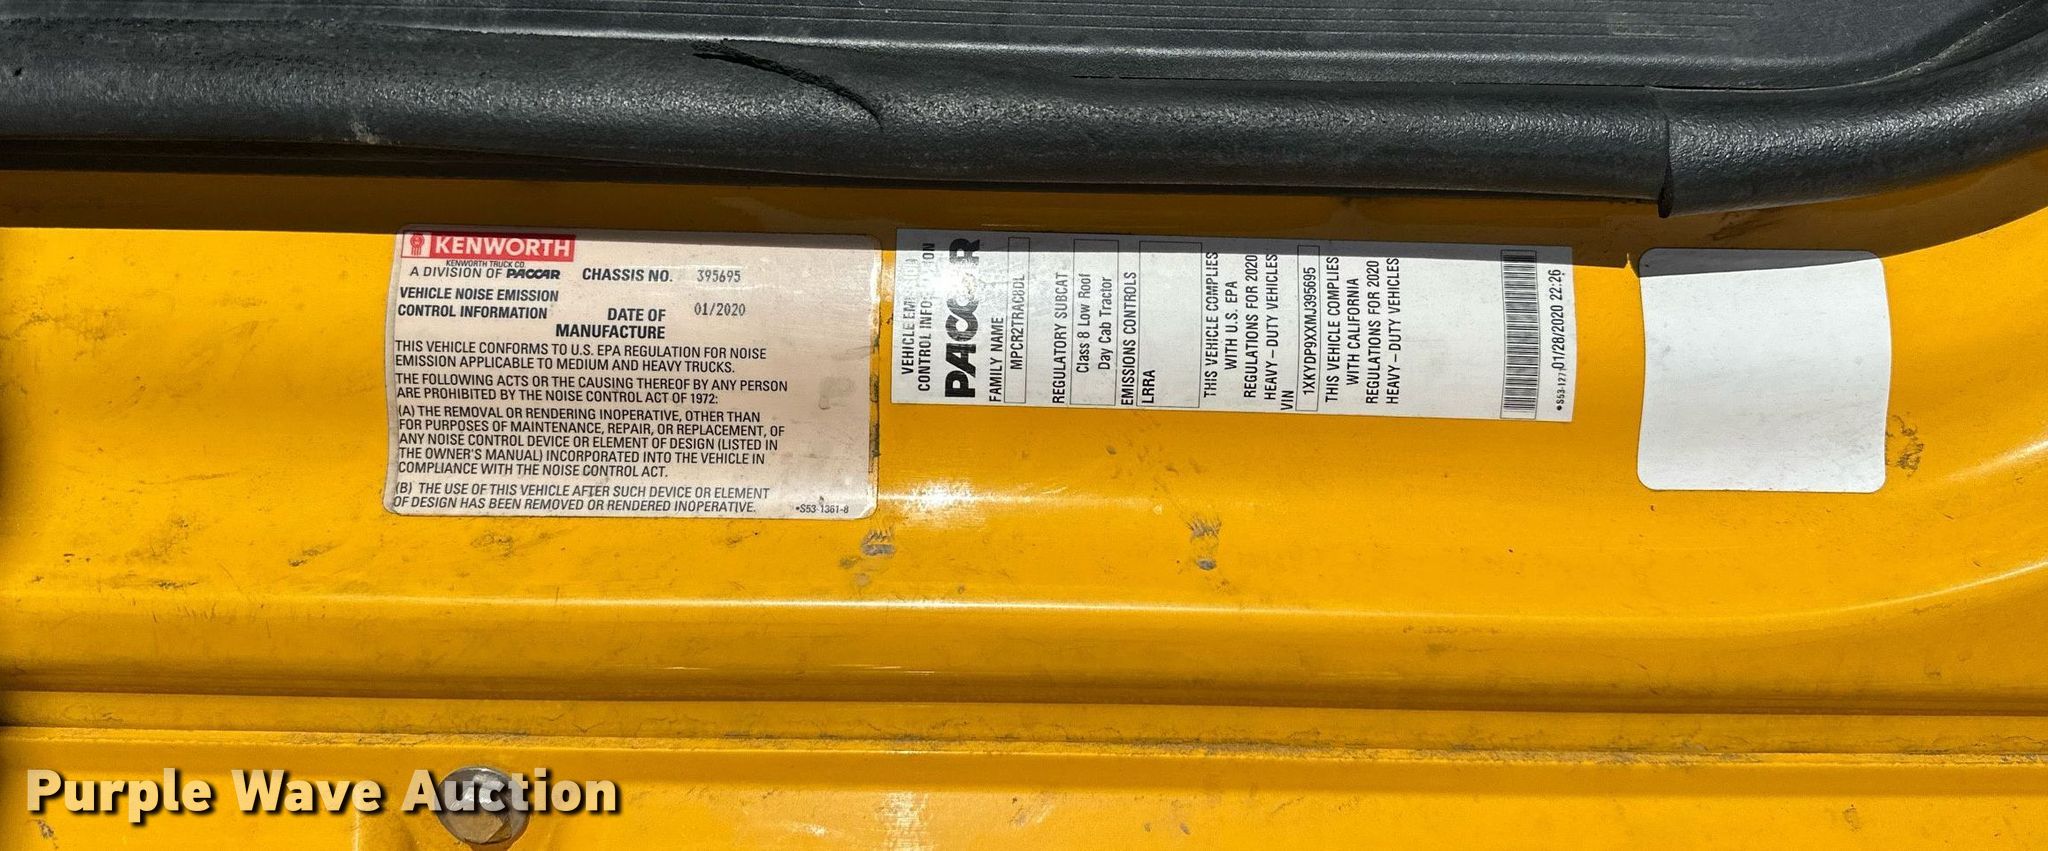 KENWORTH
KENWORTH TRUCK CO.
A DIVISION OF PACCAR
CHASSIS NO. 395695
VEHICLE NOISE EMISSION
CONTROL INFORMATION
DATE OF
MANUFACTURE
01/2020
THIS VEHICLE CONFORMS TO U.S. EPA REGULATION FOR NOISE
EMISSION APPLICABLE TO MEDIUM AND HEAVY TRUCKS.
THE FOLLOWING ACTS OR THE CAUSING THEREOF BY ANY PERSON
ARE PROHIBITED BY THE NOISE CONTROL ACT OF 1972:
(A) THE REMOVAL OR RENDERING INOPERATIVE, OTHER THAN
FOR PURPOSES OF MAINTENANCE, REPAIR, OR REPLACEMENT, OF
ANY NOISE CONTROL DEVICE OR ELEMENT OF DESIGN (LISTED IN
THE OWNER'S MANUAL) INCORPORATED INTO THE VEHICLE IN
COMPLIANCE WITH THE NOISE CONTROL ACT.
(B) THE USE OF THIS VEHICLE AFTER SUCH DEVICE OR ELEMENT
OF DESIGN HAS BEEN REMOVED OR RENDERED INOPERATIVE.
•S53-1361-8
VEHICLE EMISSION
CONTROL INFORMATION
PACCAR
FAMILY NAME
MPCR2TRAC8DL
REGULATORY SUBCAT
Class 8 Low Roof
Day Cab Tractor
EMISSIONS CONTROLS
LRRA
THIS VEHICLE COMPLIES
WITH U.S. EPA
REGULATIONS FOR 2020
HEAVY-DUTY VEHICLES
VIN
1XKYDP9XXMJ395695
THIS VEHICLE COMPLIES
WITH CALIFORNIA
REGULATIONS FOR 2020
HEAVY-DUTY VEHICLES
01/28/2020 22:26
Purple Wave Auction